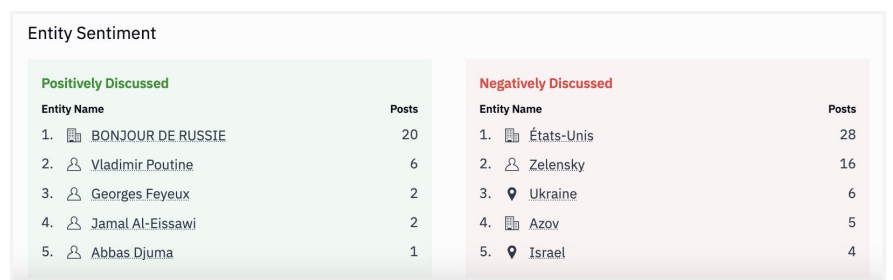 Entity Sentiment
Positively Discussed
Entity Name Posts
1. BONJOUR DE RUSSIE 20
2. Vladimir Poutine 6
3. Georges Feyeux 2
4. Jamal Al-Eissawi 2
5. Abbas Djuma 1
Negatively Discussed
Entity Name Posts
1. États-Unis 28
2. Zelensky 16
3. Ukraine 6
4. Azov 5
5. Israel 4